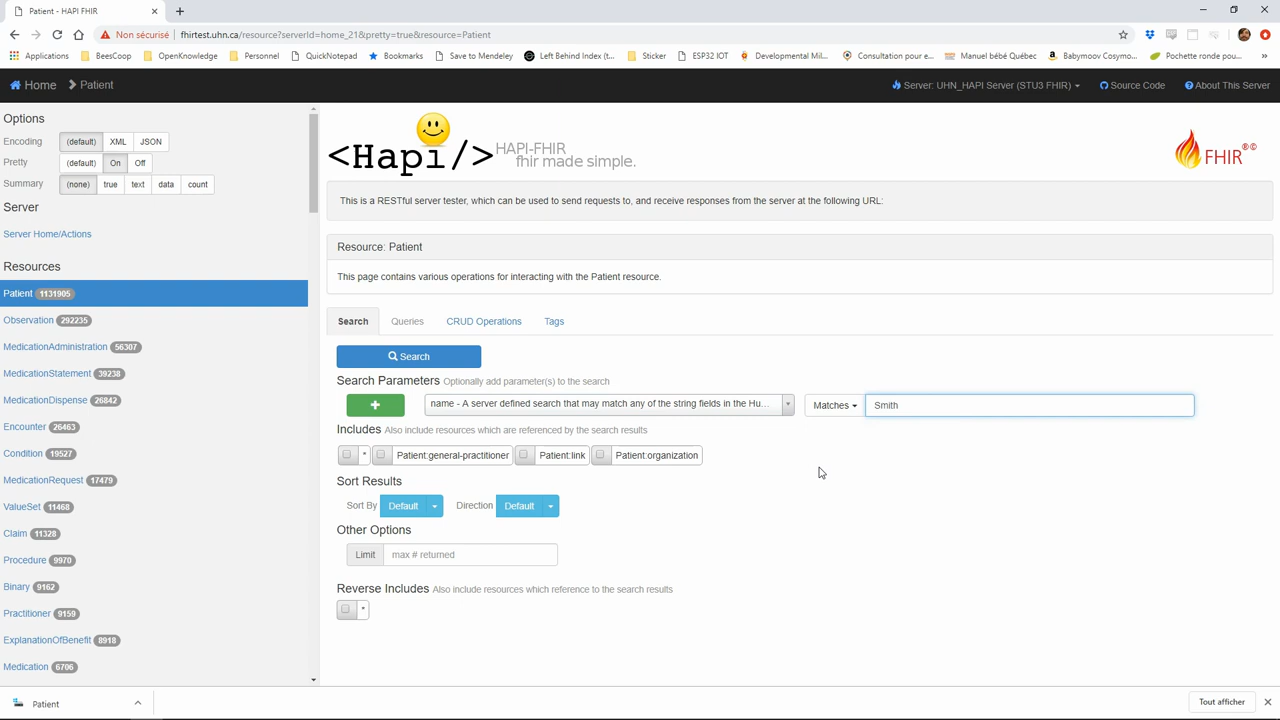 Patient - HAPI FHIR
Non sécurisé | fhirtest.uhn.ca/resource?serverId=home_21&pretty=true&resource=Patient
Applications BeesCoop OpenKnowledge Personnel QuickNotepad Bookmarks Save to Mendeley Left Behind Index (t... Sticker ESP32 IOT Developmental Mil... Consultation pour e... Manuel bébé Québec Babymoov Cosymo... Pochette ronde pou... »
Home Patient Server: UHN_HAPI Server (STU3 FHIR) Source Code About This Server
Options
Encoding (default) XML JSON
Pretty (default) On Off
Summary (none) true text data count
Server
Server Home/Actions
Resources
Patient 1131905
Observation 292235
MedicationAdministration 56307
MedicationStatement 39238
MedicationDispense 26842
Encounter 26463
Condition 19527
MedicationRequest 17479
ValueSet 11468
Claim 11328
Procedure 9970
Binary 9162
Practitioner 9159
ExplanationOfBenefit 8918
Medication 6706
<Hapi/> HAPI-FHIR
fhir made simple.
FHIR®©
This is a RESTful server tester, which can be used to send requests to, and receive responses from the server at the following URL:
Resource: Patient
This page contains various operations for interacting with the Patient resource.
Search Queries CRUD Operations Tags
Search
Search Parameters Optionally add parameter(s) to the search
+ name - A server defined search that may match any of the string fields in the Hu... Matches Smith
Includes Also include resources which are referenced by the search results
* Patient:general-practitioner Patient:link Patient:organization
Sort Results
Sort By Default Direction Default
Other Options
Limit max # returned
Reverse Includes Also include resources which reference to the search results
*
Patient Tout afficher